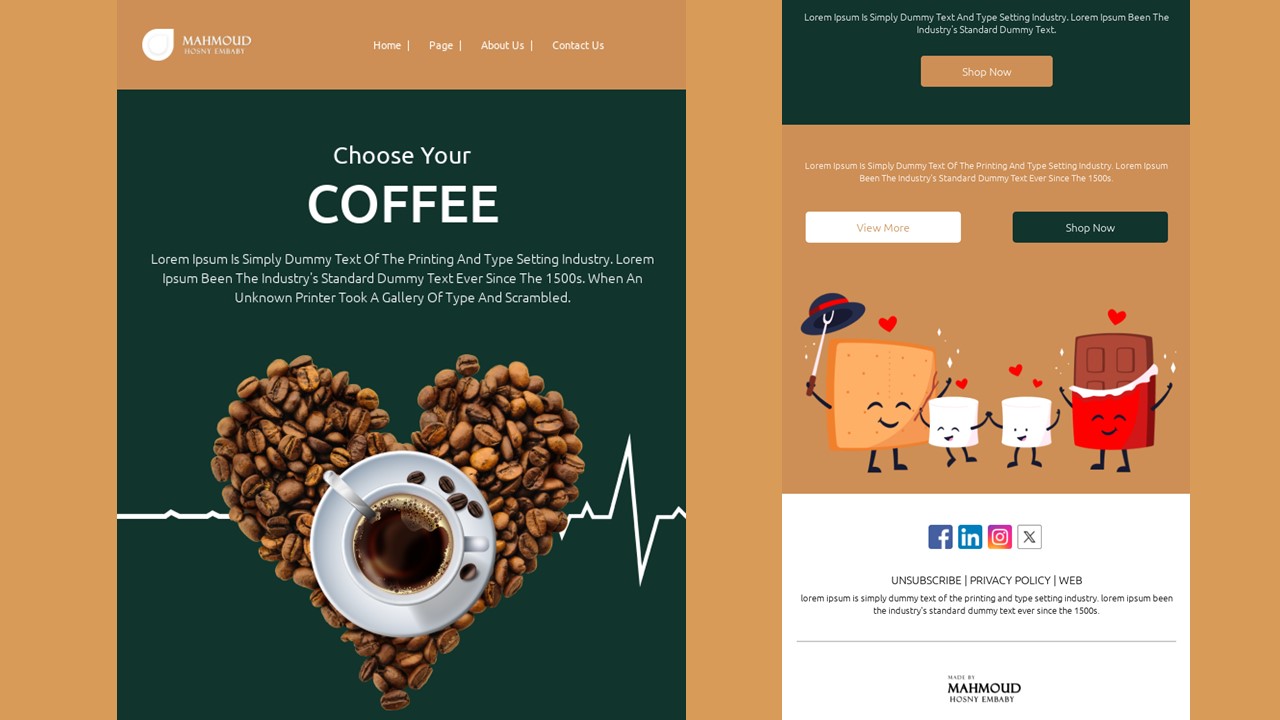 MAHMOUD
HOSNY EMBABY
Home |
Page |
About Us |
Contact Us
Choose Your
COFFEE
Lorem Ipsum Is Simply Dummy Text Of The Printing And Type Setting Industry. Lorem
Ipsum Been The Industry's Standard Dummy Text Ever Since The 1500s. When An
Unknown Printer Took A Gallery Of Type And Scrambled.
Lorem Ipsum Is Simply Dummy Text And Type Setting Industry. Lorem Ipsum Been The
Industry's Standard Dummy Text.
Shop Now
Lorem Ipsum Is Simply Dummy Text Of The Printing And Type Setting Industry. Lorem Ipsum
Been The Industry's Standard Dummy Text Ever Since The 1500s.
View More
Shop Now
UNSUBSCRIBE | PRIVACY POLICY | WEB
lorem ipsum is simply dummy text of the printing and type setting industry. lorem ipsum been
the industry's standard dummy text ever since the 1500s.
MADE BY
MAHMOUD
HOSNY EMBABY